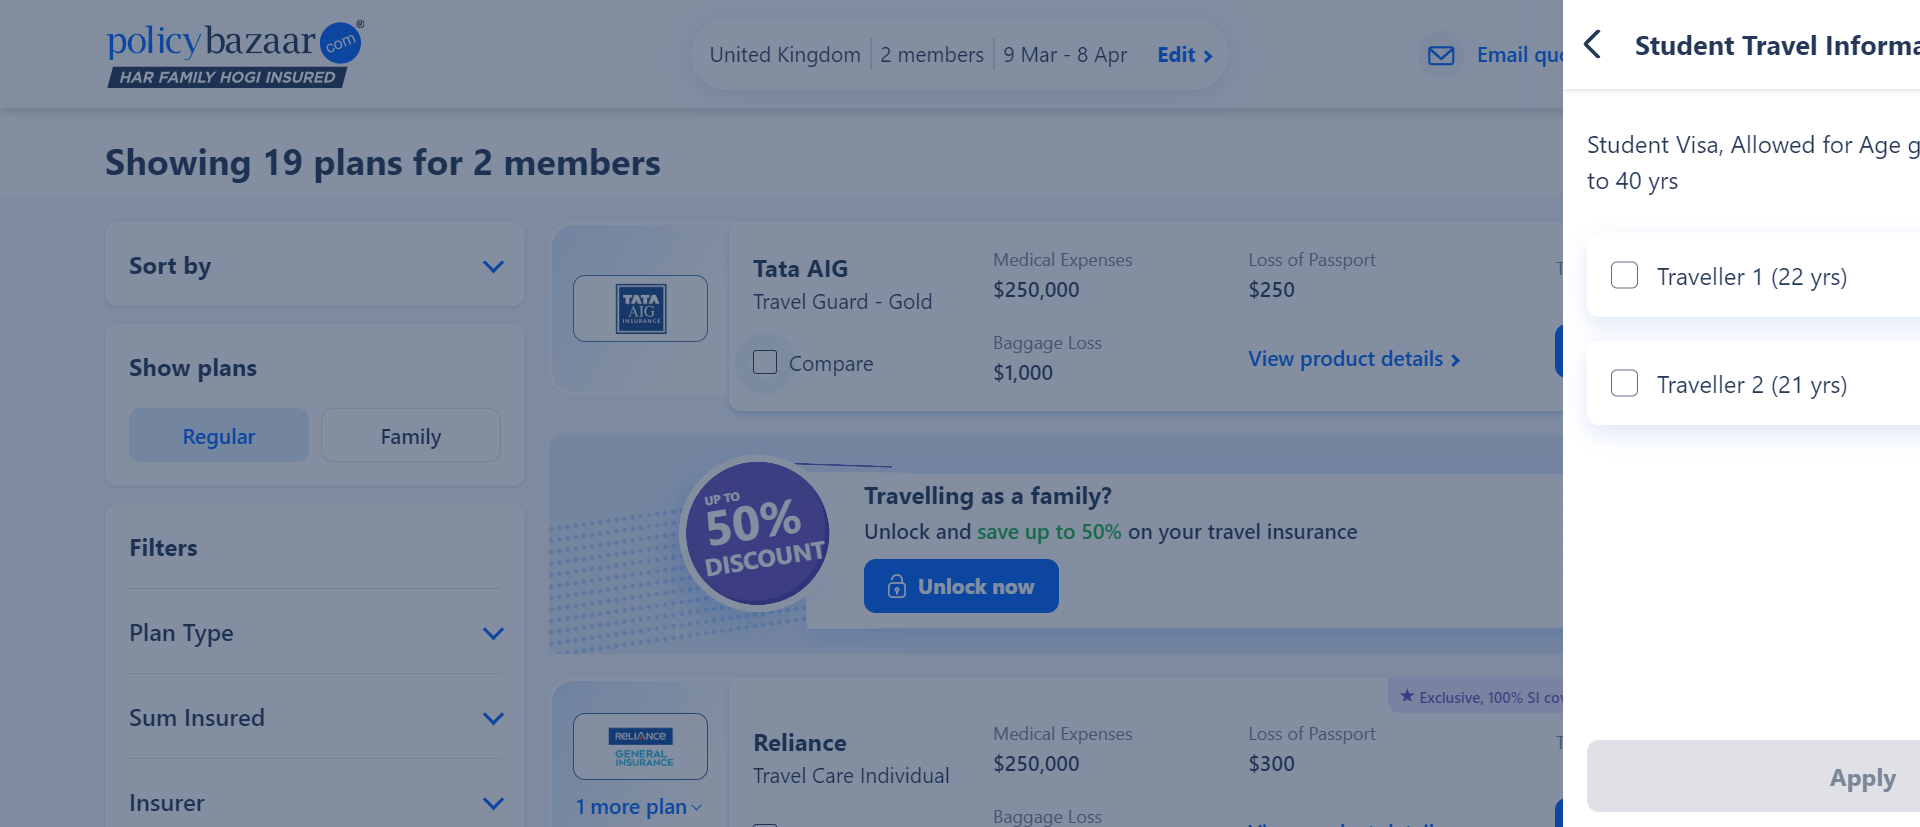 policybazaar.com®
HAR FAMILY HOGI INSURED
United Kingdom
2 members
9 Mar - 8 Apr
Edit
Email quo
Showing 19 plans for 2 members
Sort by
Show plans
Regular
Family
Filters
Plan Type
Sum Insured
Insurer
TATA
AIG
INSURANCE
Tata AIG
Travel Guard - Gold
Compare
Medical Expenses
$250,000
Loss of Passport
$250
Baggage Loss
$1,000
View product details
UP TO
50%
DISCOUNT
Travelling as a family?
Unlock and save up to 50% on your travel insurance
Unlock now
Exclusive, 100% SI cov
RELIANCE
GENERAL
INSURANCE
1 more plan
Reliance
Travel Care Individual
Medical Expenses
$250,000
Loss of Passport
$300
Baggage Loss
Student Travel Informa
Student Visa, Allowed for Age g
to 40 yrs
Traveller 1 (22 yrs)
Traveller 2 (21 yrs)
Apply